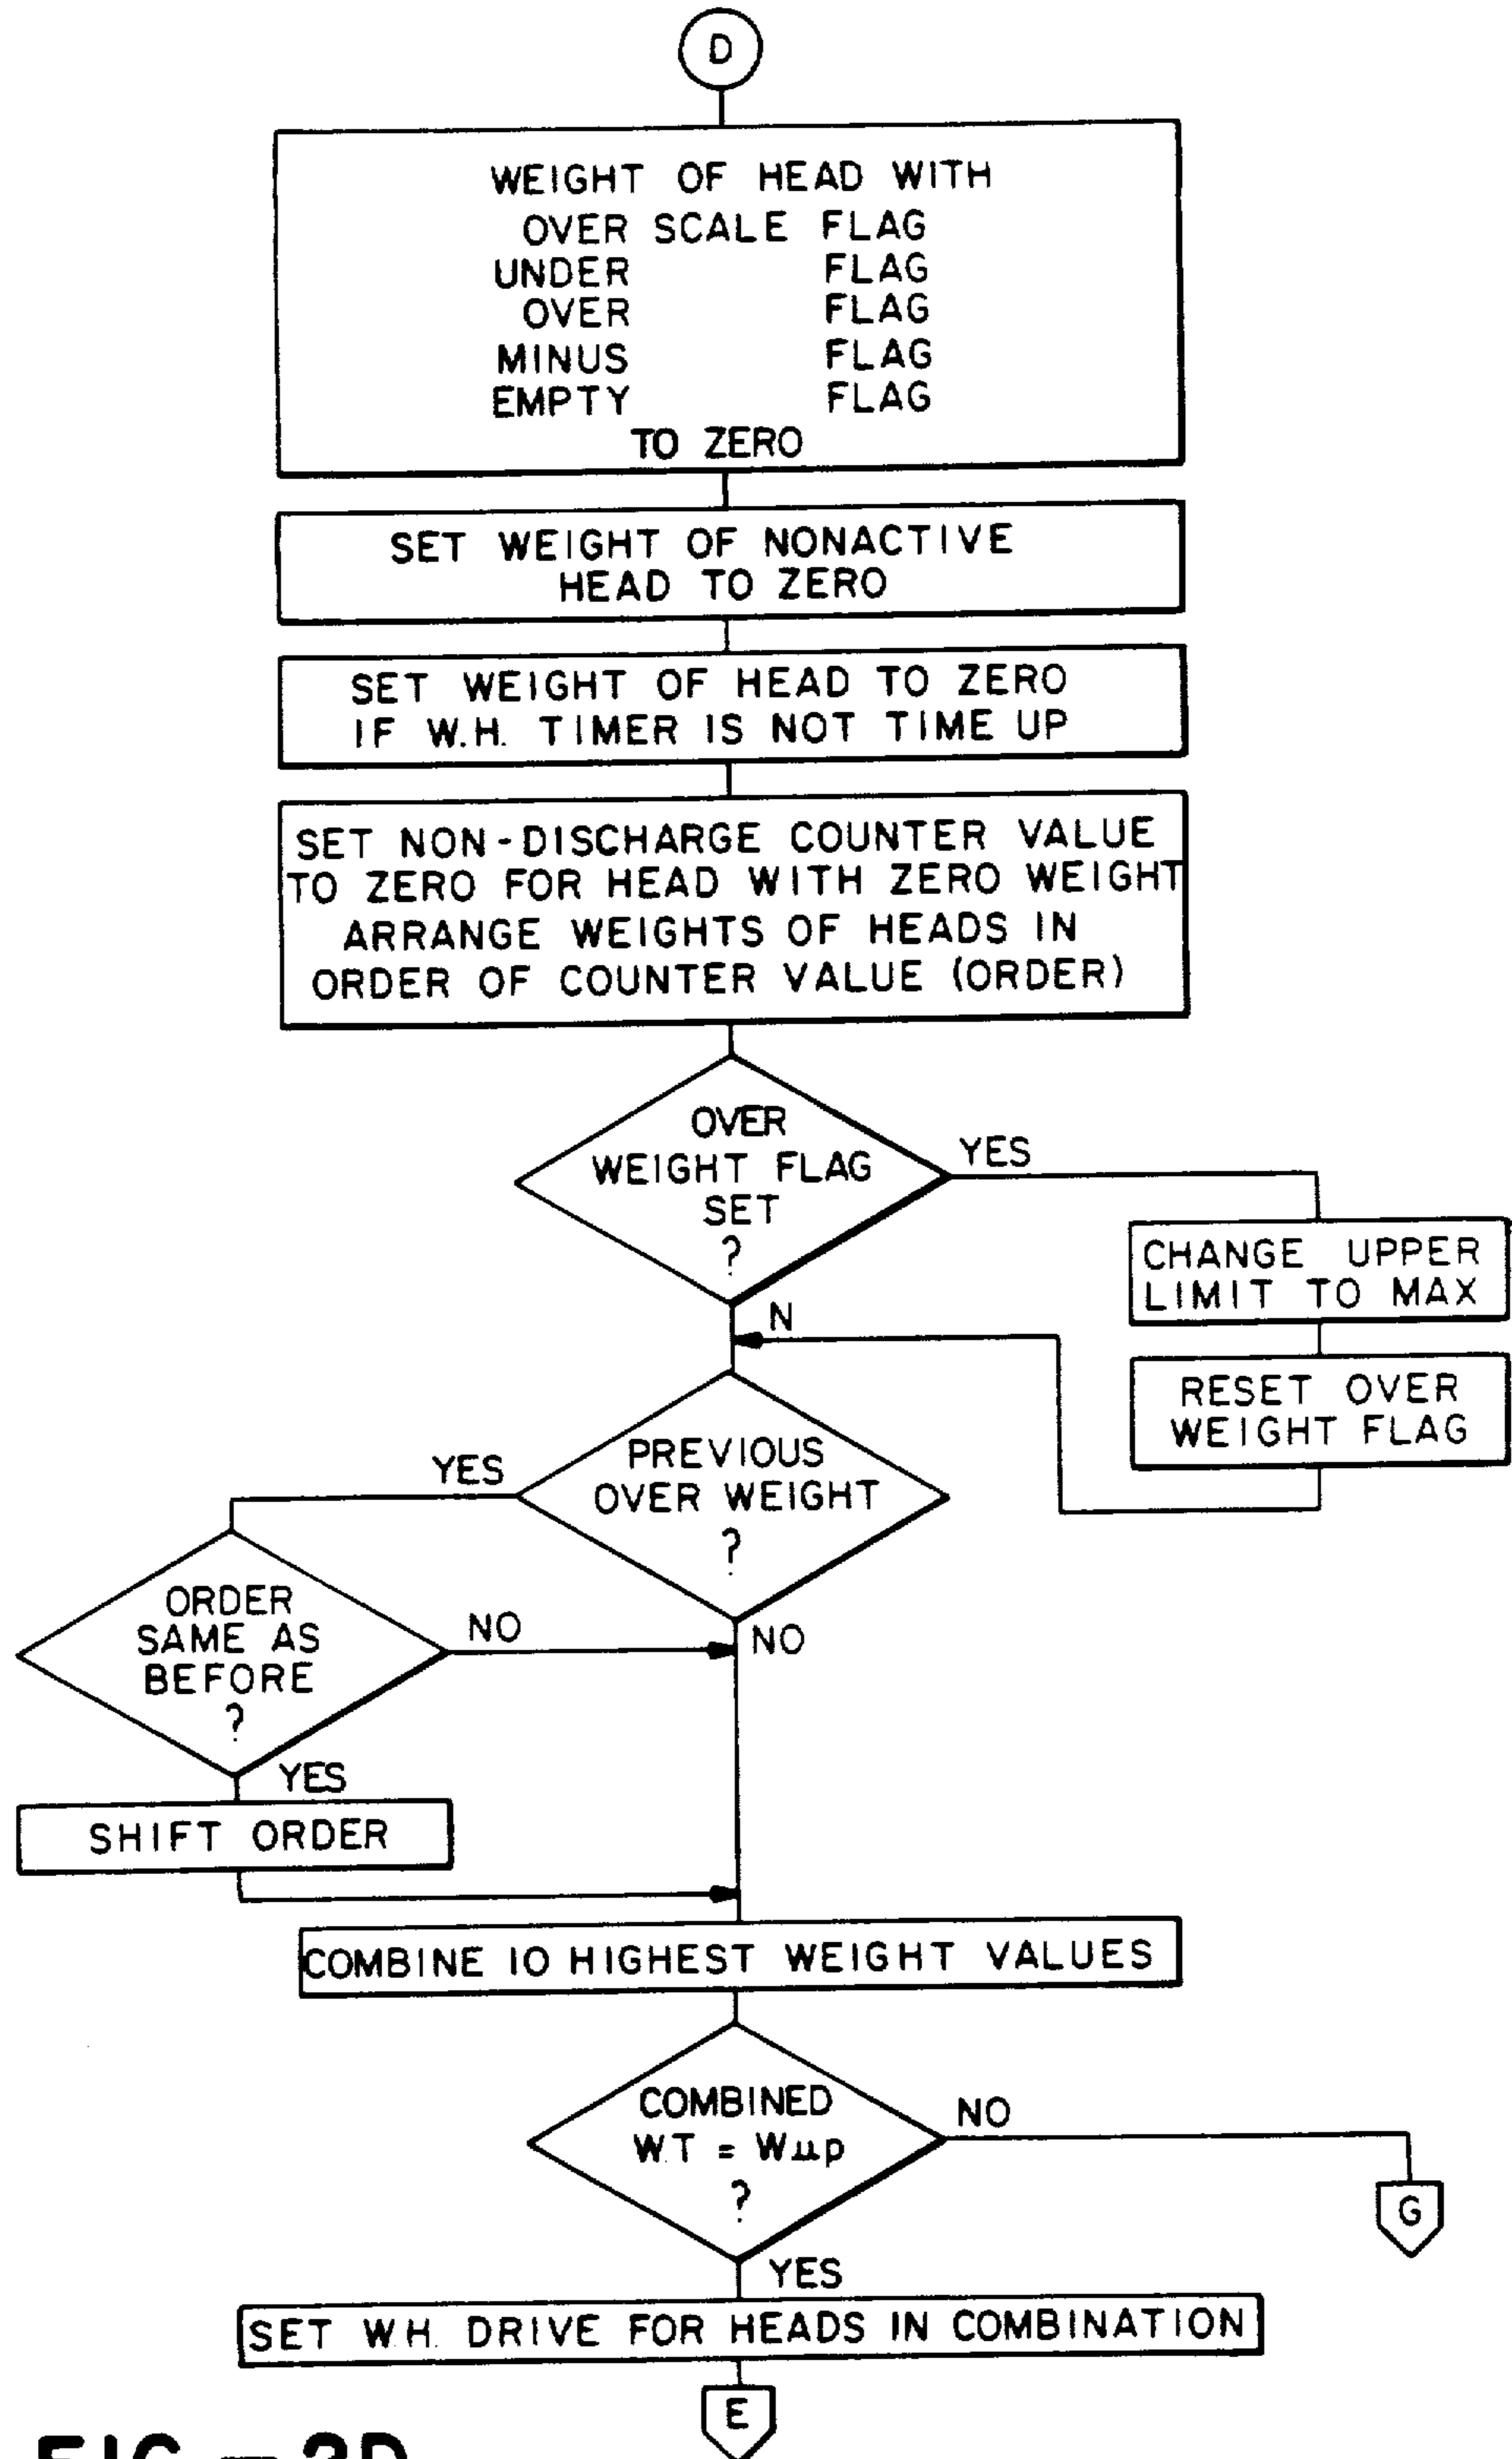 D
WEIGHT OF HEAD WITH
OVER SCALE FLAG
UNDER FLAG
OVER FLAG
MINUS FLAG
EMPTY FLAG
TO ZERO
SET WEIGHT OF NONACTIVE
HEAD TO ZERO
SET WEIGHT OF HEAD TO ZERO
IF W.H. TIMER IS NOT TIME UP
SET NON-DISCHARGE COUNTER VALUE
TO ZERO FOR HEAD WITH ZERO WEIGHT
ARRANGE WEIGHTS OF HEADS IN
ORDER OF COUNTER VALUE (ORDER)
OVER
WEIGHT FLAG
SET
?
YES
CHANGE UPPER
LIMIT TO MAX
RESET OVER
WEIGHT FLAG
N
PREVIOUS
OVER WEIGHT
?
YES
NO
ORDER
SAME AS
BEFORE
?
NO
YES
SHIFT ORDER
COMBINE 10 HIGHEST WEIGHT VALUES
COMBINED
WT = Wμp
?
NO
G
YES
SET W.H. DRIVE FOR HEADS IN COMBINATION
E